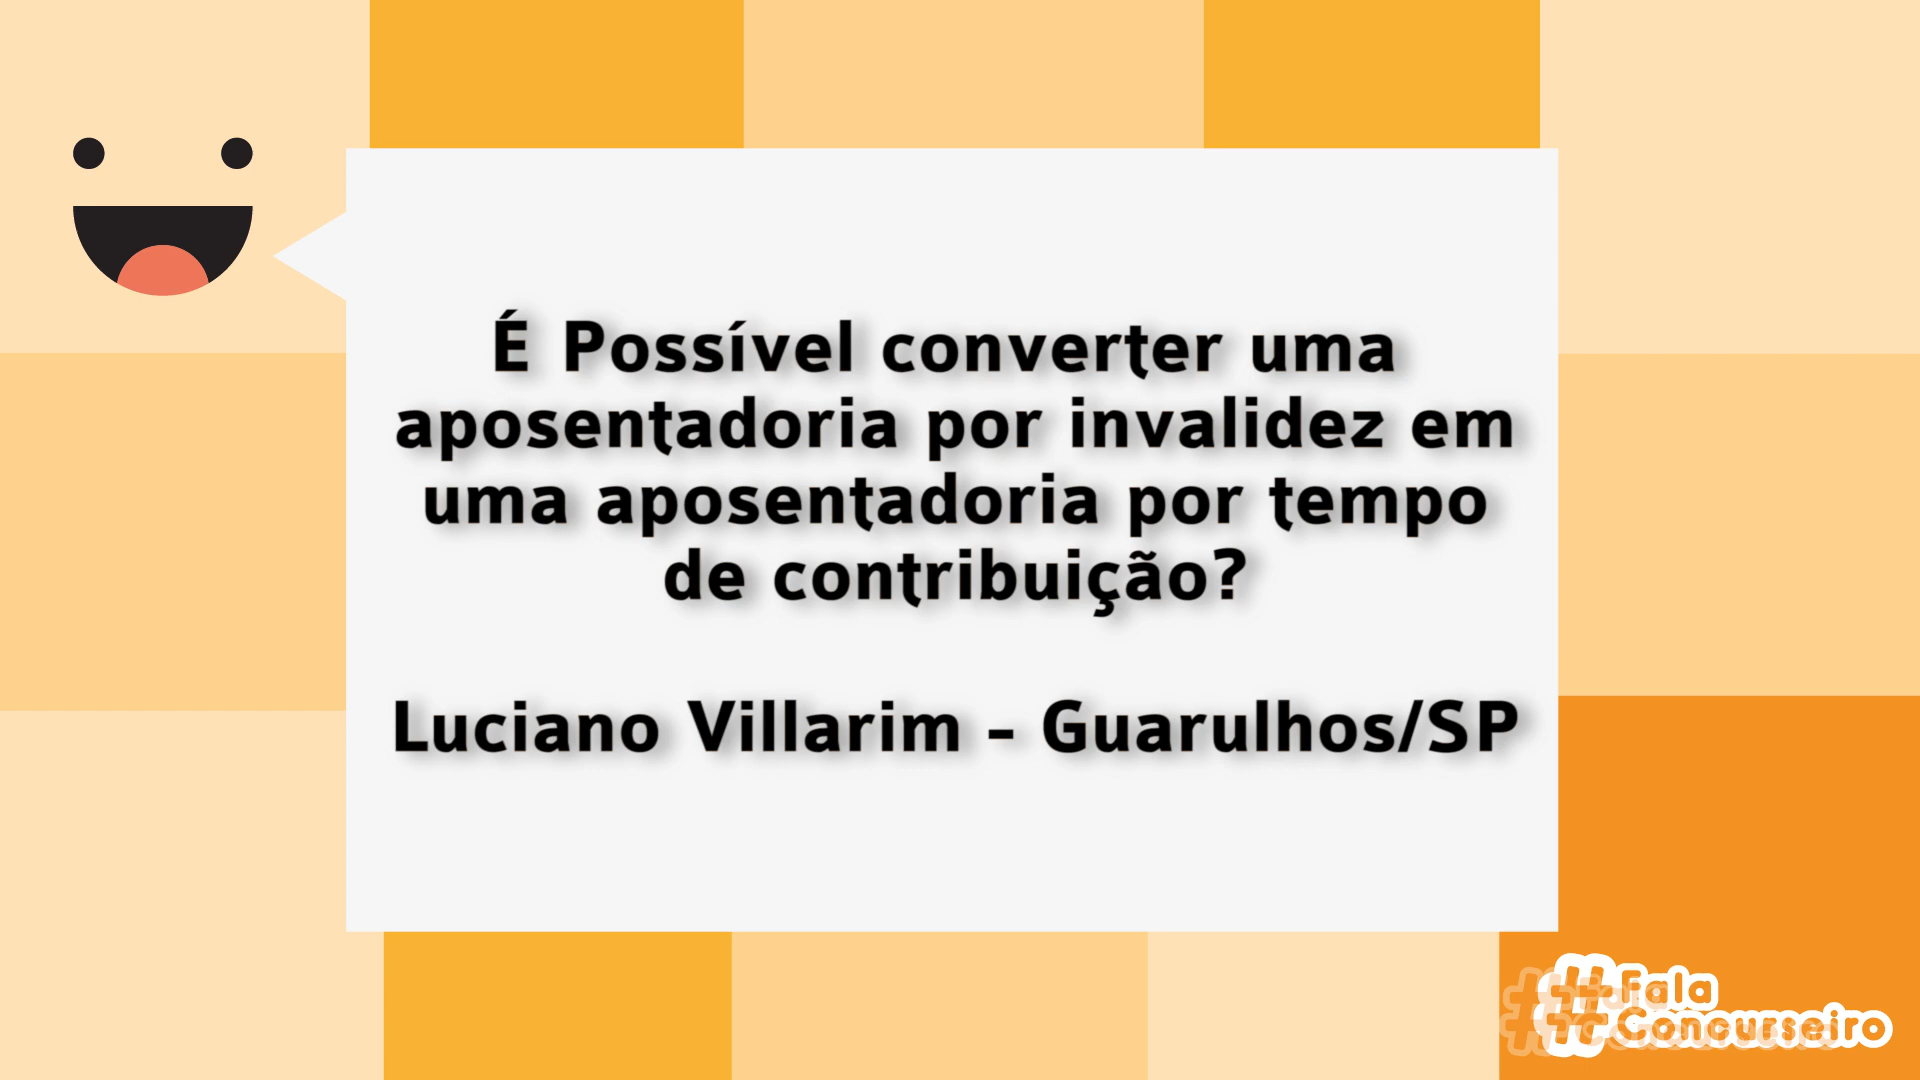 É Possível converter uma
aposentadoria por invalidez em
uma aposentadoria por tempo
de contribuição?
Luciano Villarim - Guarulhos/SP
#Fala
Concurseiro